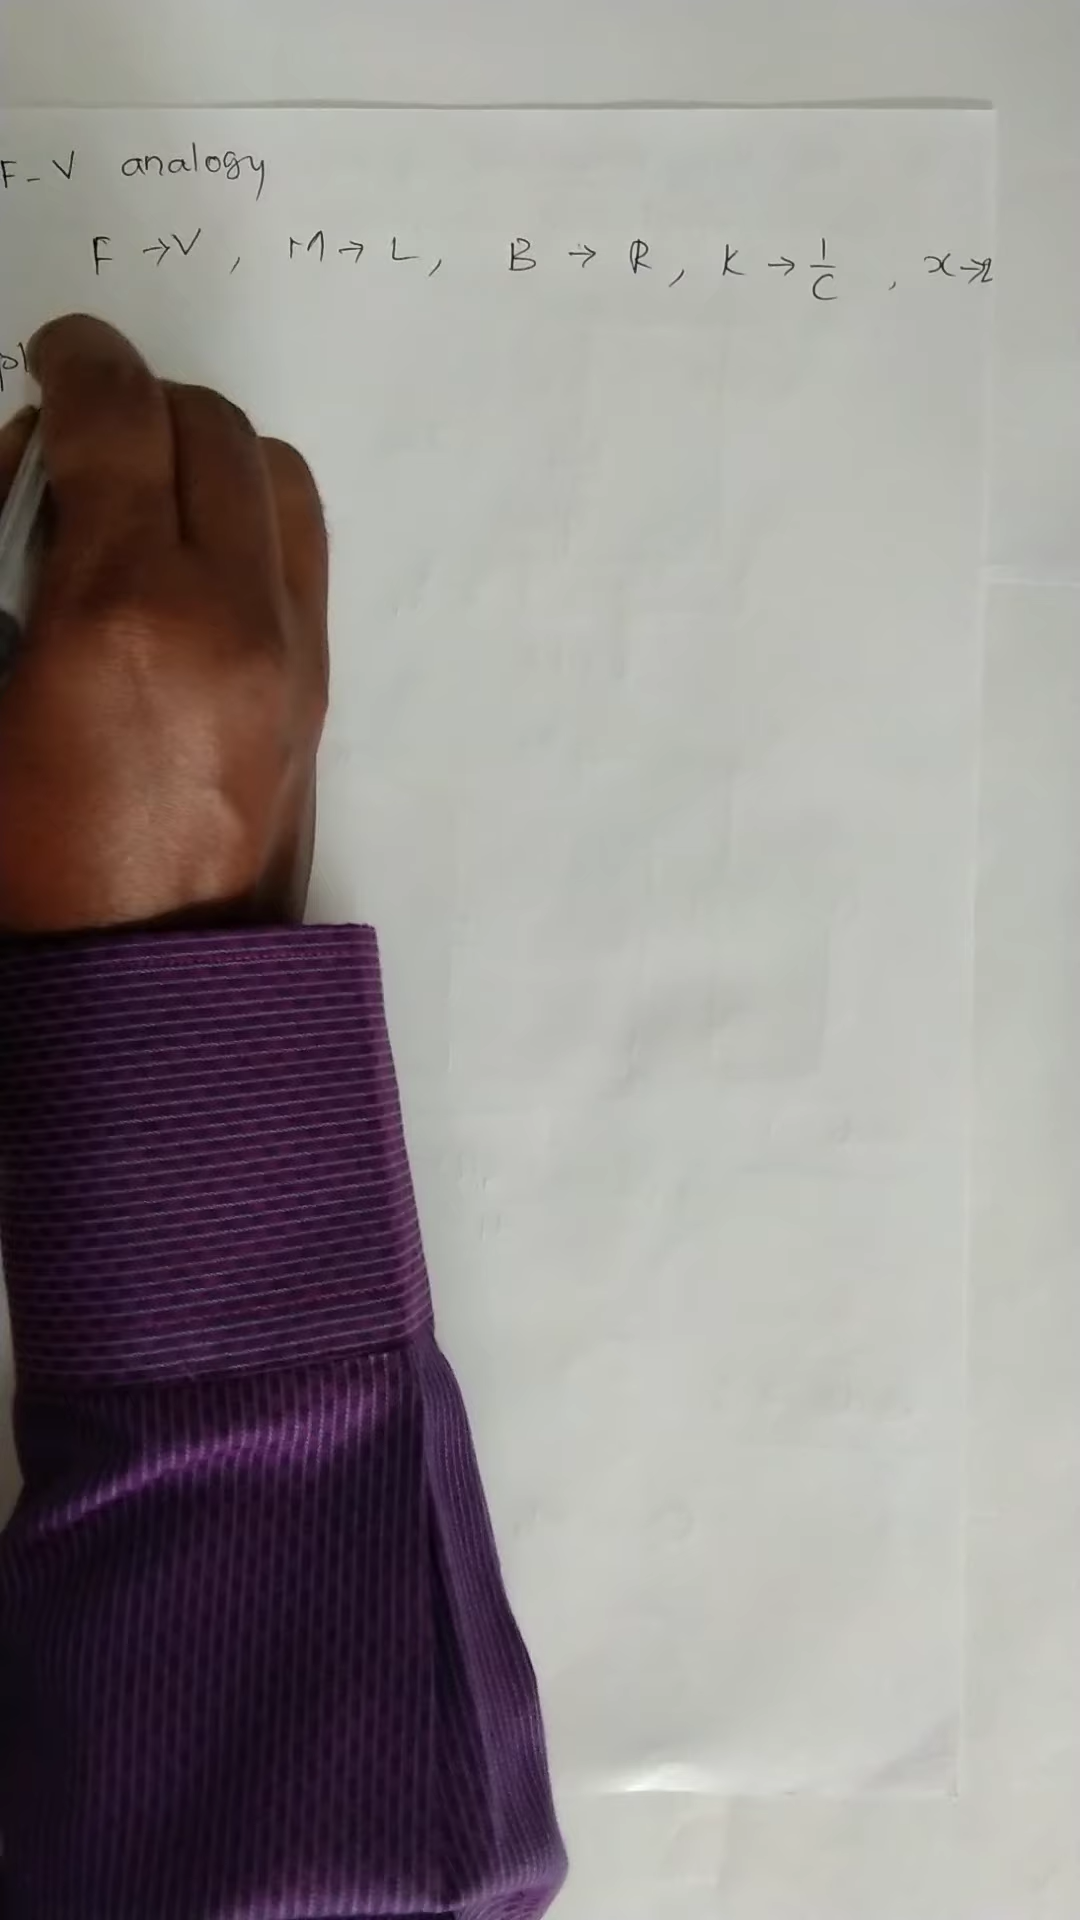 F-V analogy
F → V, M → L, B → R, K → 1/C, x →